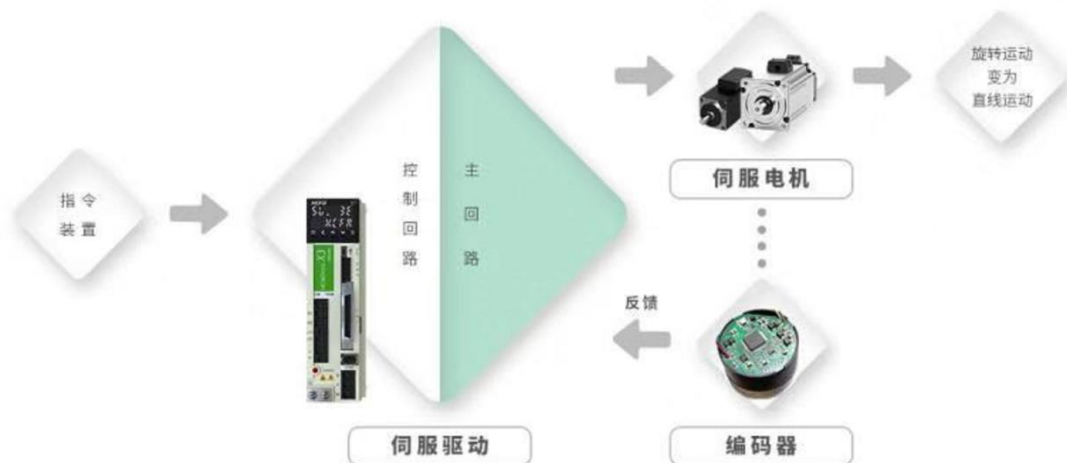 指令
装置
控制回路
主回路
伺服驱动
伺服电机
旋转运动
变为
直线运动
反馈
编码器